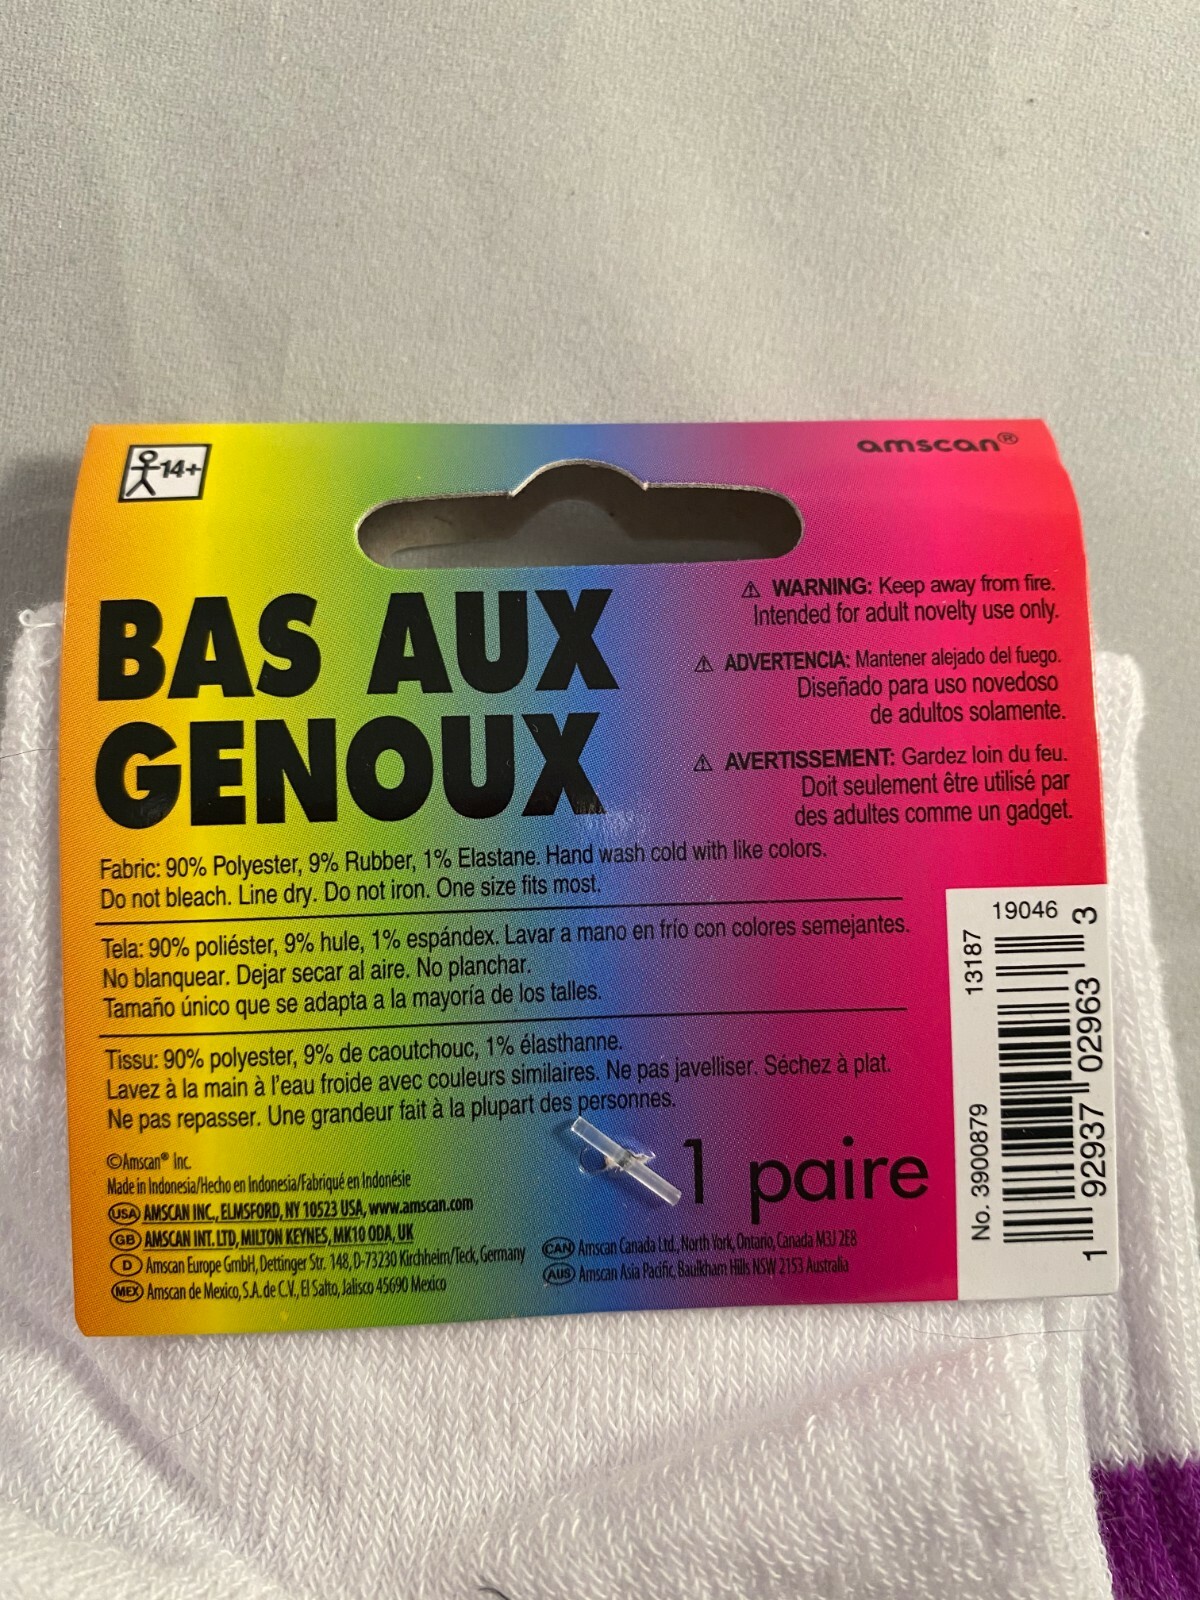 14+
amscan®
BAS AUX
GENOUX
⚠ WARNING: Keep away from fire.
Intended for adult novelty use only.
⚠ ADVERTENCIA: Mantener alejado del fuego.
Diseñado para uso novedoso
de adultos solamente.
⚠ AVERTISSEMENT: Gardez loin du feu.
Doit seulement être utilisé par
des adultes comme un gadget.
Fabric: 90% Polyester, 9% Rubber, 1% Elastane. Hand wash cold with like colors.
Do not bleach. Line dry. Do not iron. One size fits most.
Tela: 90% poliéster, 9% hule, 1% espándex. Lavar a mano en frío con colores semejantes.
No blanquear. Dejar secar al aire. No planchar.
Tamaño único que se adapta a la mayoría de los talles.
Tissu: 90% polyester, 9% de caoutchouc, 1% élasthanne.
Lavez à la main à l'eau froide avec couleurs similaires. Ne pas javelliser. Séchez à plat.
Ne pas repasser. Une grandeur fait à la plupart des personnes.
©Amscan® Inc.
Made in Indonesia/Hecho en Indonesia/Fabriqué en Indonésie
USA AMSCAN INC., ELMSFORD, NY 10523 USA, www.amscan.com
GB AMSCAN INT. LTD, MILTON KEYNES, MK10 0DA, UK
D Amscan Europe GmbH, Dettinger Str. 148, D-73230 Kirchheim/Teck, Germany
MEX Amscan de Mexico, S.A. de C.V., El Salto, Jalisco 45690 Mexico
1 paire
CAN Amscan Canada Ltd., North York, Ontario, Canada M3J 2E8
AUS Amscan Asia Pacific, Baulkham Hills NSW 2153 Australia
19046
13187
No. 3900879
1 92937 02963 3